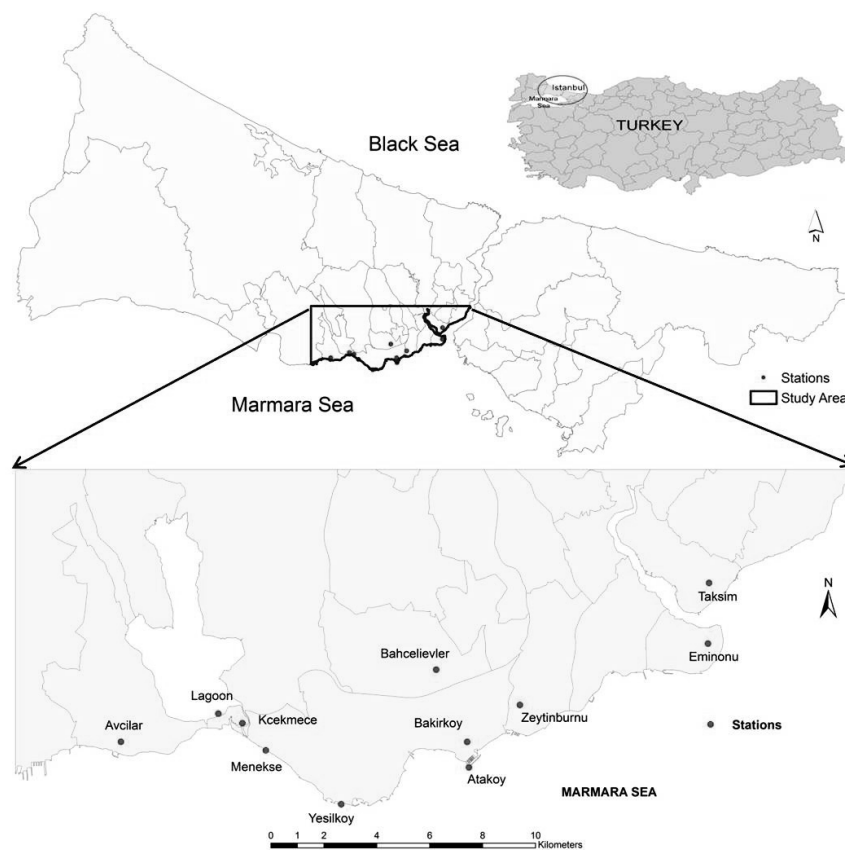 Istanbul
Marmara
Sea
TURKEY
Black Sea
N
Stations
Study Area
Marmara Sea
N
Taksim
Eminonu
Bahcelievler
Lagoon
Zeytinburnu
Kcekmece
Avcilar
Bakirkoy
Stations
Menekse
Atakoy
MARMARA SEA
Yesilkoy
0 1 2 4 6 8 10
Kilometers